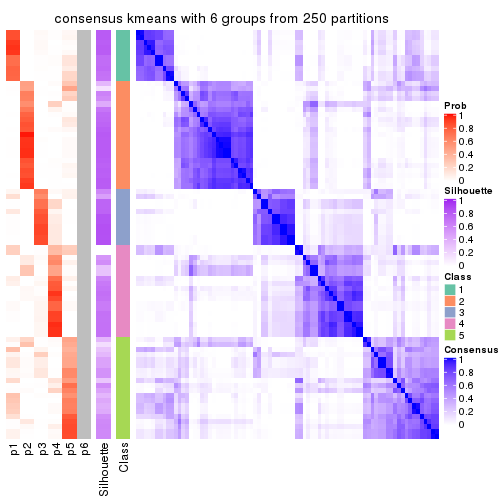 consensus kmeans with 6 groups from 250 partitions
Prob
1
0.8
0.6
0.4
0.2
0
Silhouette
1
0.8
0.6
0.4
0.2
0
Class
1
2
3
4
5
Consensus
1
0.8
0.6
0.4
0.2
0
p1
p2
p3
p4
p5
p6
Silhouette
Class